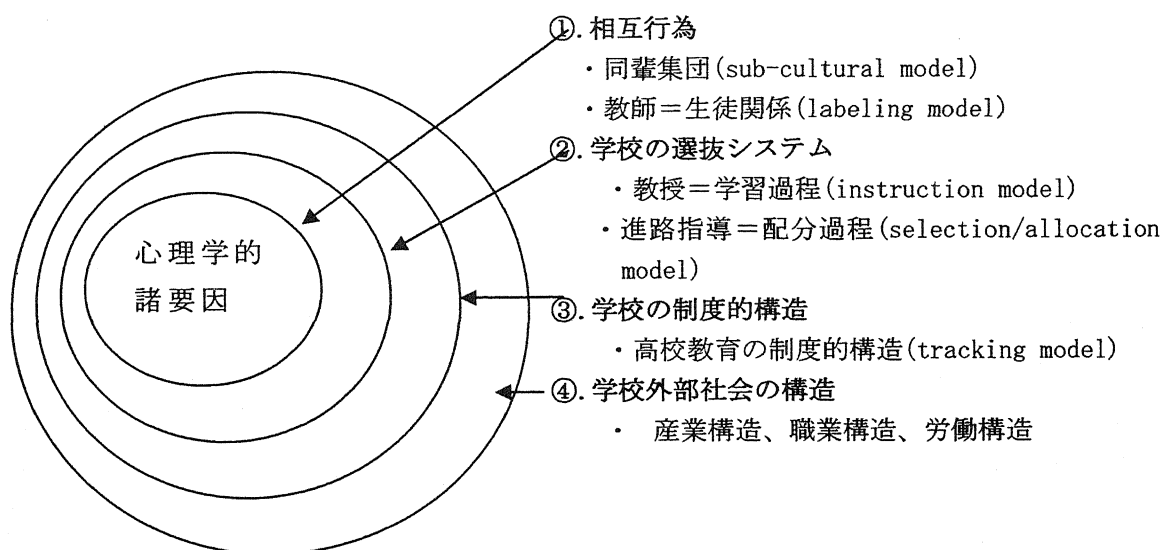 ①. 相互行為
・同輩集団(sub-cultural model)
・教師＝生徒関係(labeling model)
②. 学校の選抜システム
・教授＝学習過程(instruction model)
・進路指導＝配分過程(selection/allocation
model)
③. 学校の制度的構造
・高校教育の制度的構造(tracking model)
④. 学校外部社会の構造
・ 産業構造、職業構造、労働構造
心理学的
諸要因